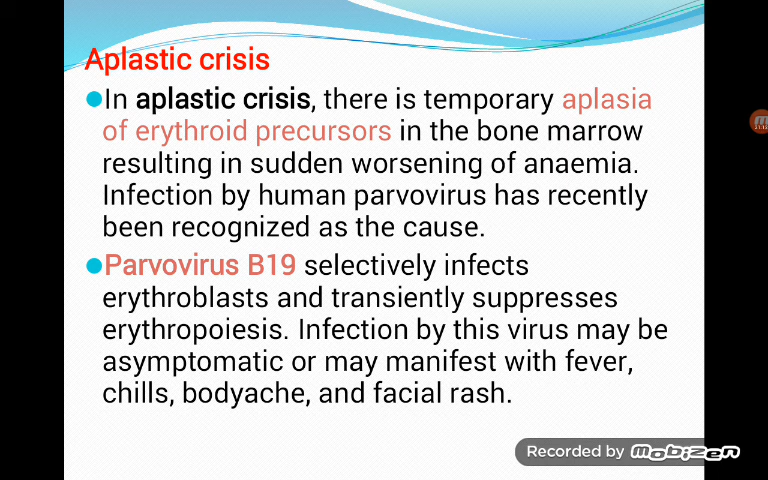 Aplastic crisis
In aplastic crisis, there is temporary aplasia
of erythroid precursors in the bone marrow
resulting in sudden worsening of anaemia.
Infection by human parvovirus has recently
been recognized as the cause.
Parvovirus B19 selectively infects
erythroblasts and transiently suppresses
erythropoiesis. Infection by this virus may be
asymptomatic or may manifest with fever,
chills, bodyache, and facial rash.
Recorded by mobizen